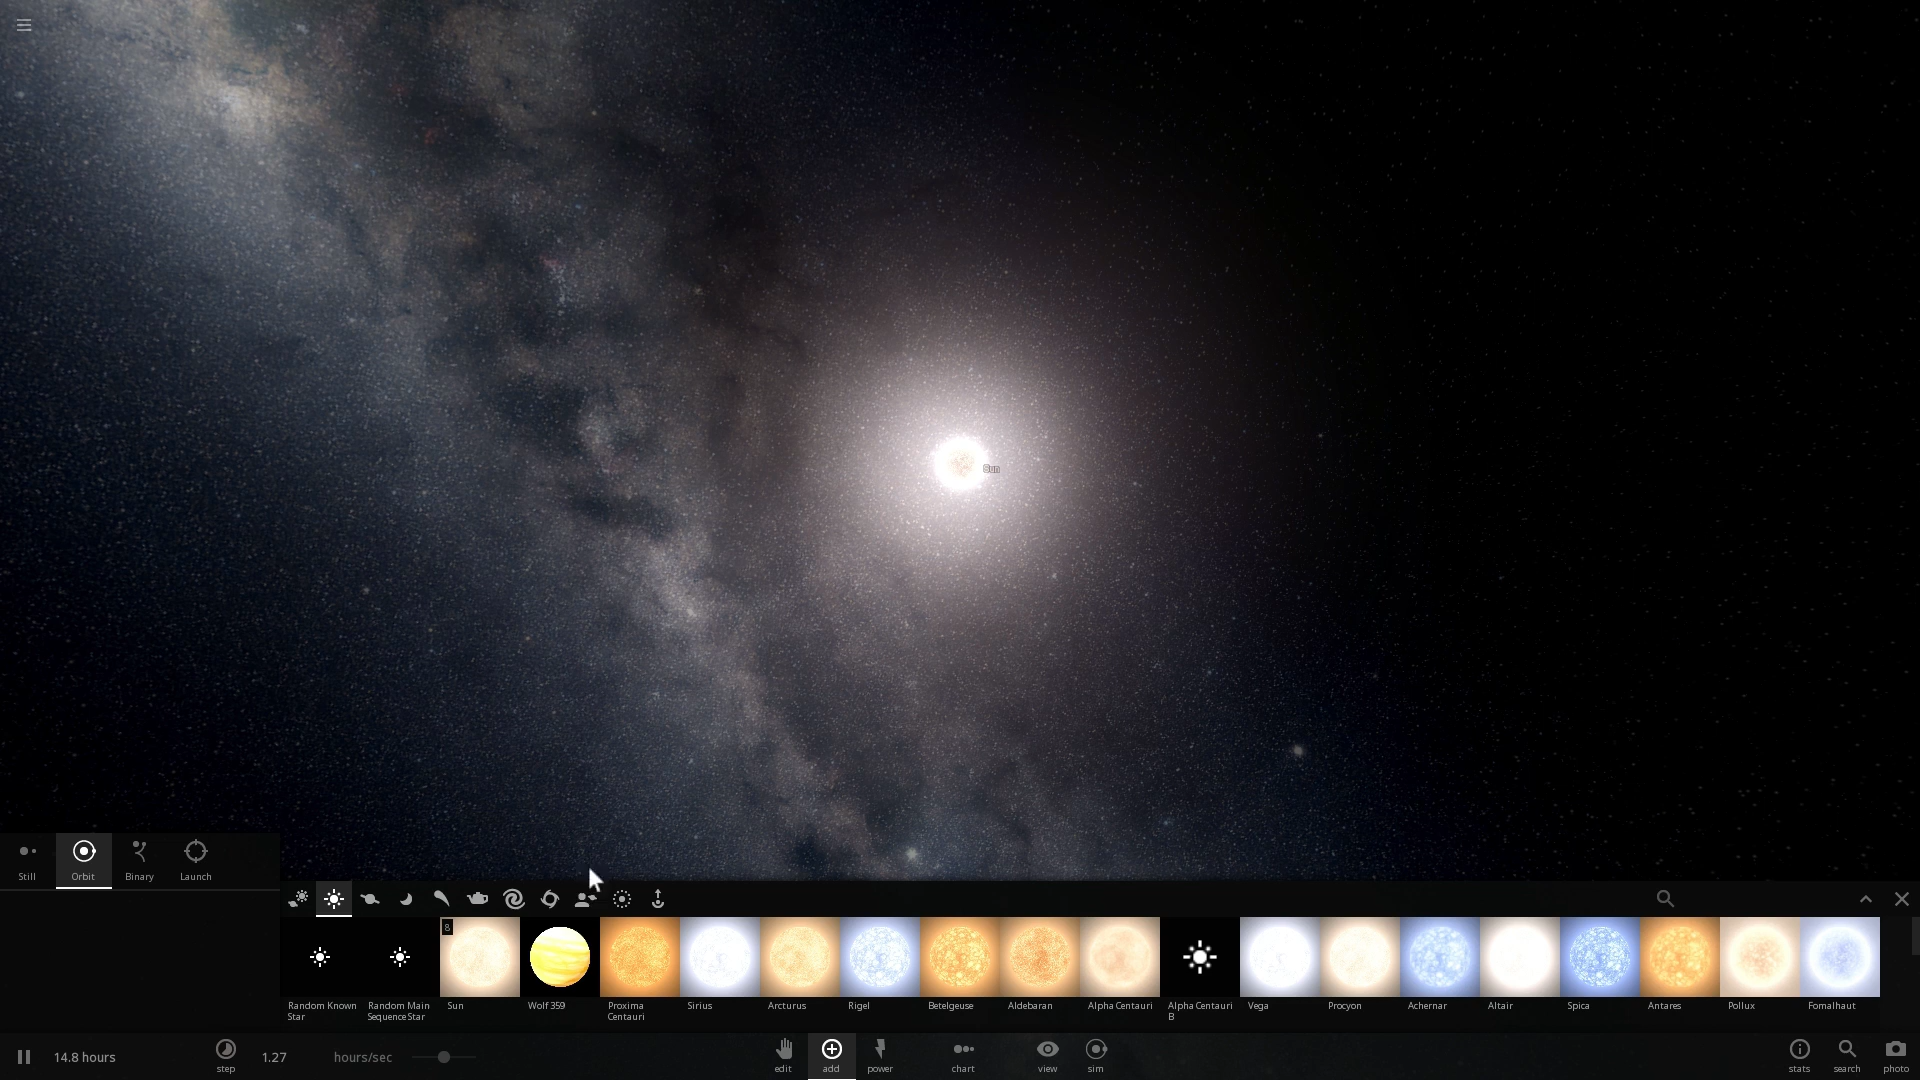 Sun
Still
Orbit
Binary
Launch
8
Random Known
Star
Random Main
Sequence Star
Sun
Wolf 359
Proxima
Centauri
Sirius
Arcturus
Rigel
Betelgeuse
Aldebaran
Alpha Centauri
Alpha Centauri
B
Vega
Procyon
Achernar
Altair
Spica
Antares
Pollux
Fomalhaut
14.8 hours
step
1.27
hours/sec
edit
add
power
chart
view
sim
stats
search
photo